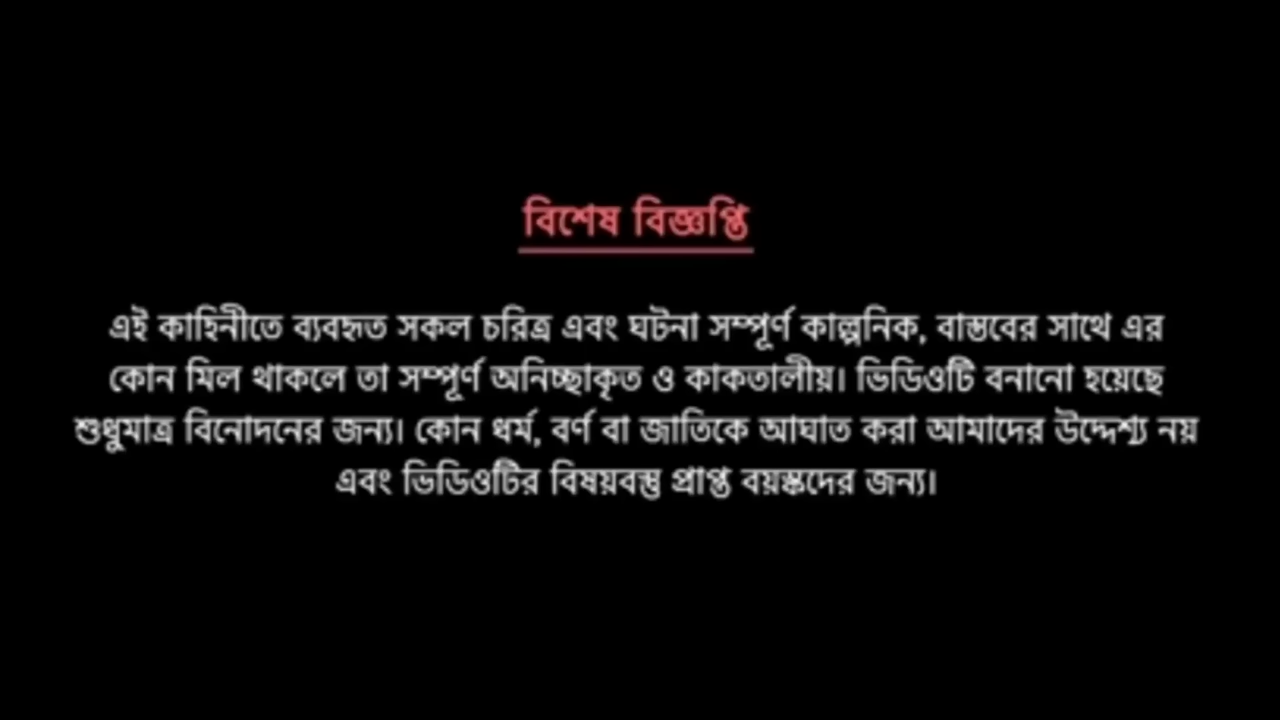 বিশেষ বিজ্ঞপ্তি
এই কাহিনীতে ব্যবহৃত সকল চরিত্র এবং ঘটনা সম্পূর্ণ কাল্পনিক, বাস্তবের সাথে এর
কোন মিল থাকলে তা সম্পূর্ণ অনিচ্ছাকৃত ও কাকতালীয়। ভিডিওটি বনানো হয়েছে
শুধুমাত্র বিনোদনের জন্য। কোন ধর্ম, বর্ণ বা জাতিকে আঘাত করা আমাদের উদ্দেশ্য নয়
এবং ভিডিওটির বিষয়বস্তু প্রাপ্ত বয়স্কদের জন্য।